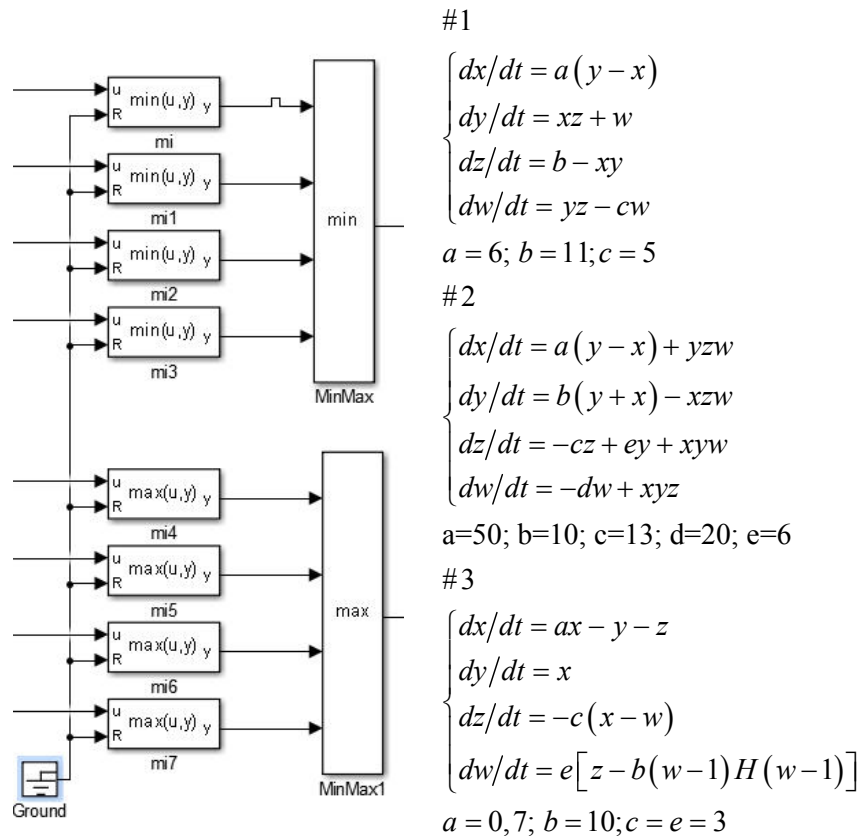 u
R
min(u,y) y
mi
u
R
min(u,y) y
mi1
u
R
min(u,y) y
mi2
u
R
min(u,y) y
mi3
min
MinMax
u
R
max(u,y) y
mi4
u
R
max(u,y) y
mi5
u
R
max(u,y) y
mi6
u
R
max(u,y) y
mi7
max
MinMax1
Ground
#1
dx/dt = a(y − x)
dy/dt = xz + w
dz/dt = b − xy
dw/dt = yz − cw
a = 6; b = 11; c = 5
#2
dx/dt = a(y − x) + yzw
dy/dt = b(y + x) − xzw
dz/dt = −cz + ey + xyw
dw/dt = −dw + xyz
a=50; b=10; c=13; d=20; e=6
#3
dx/dt = ax − y − z
dy/dt = x
dz/dt = −c(x − w)
dw/dt = e[z − b(w − 1)H(w − 1)]
a = 0,7; b = 10; c = e = 3